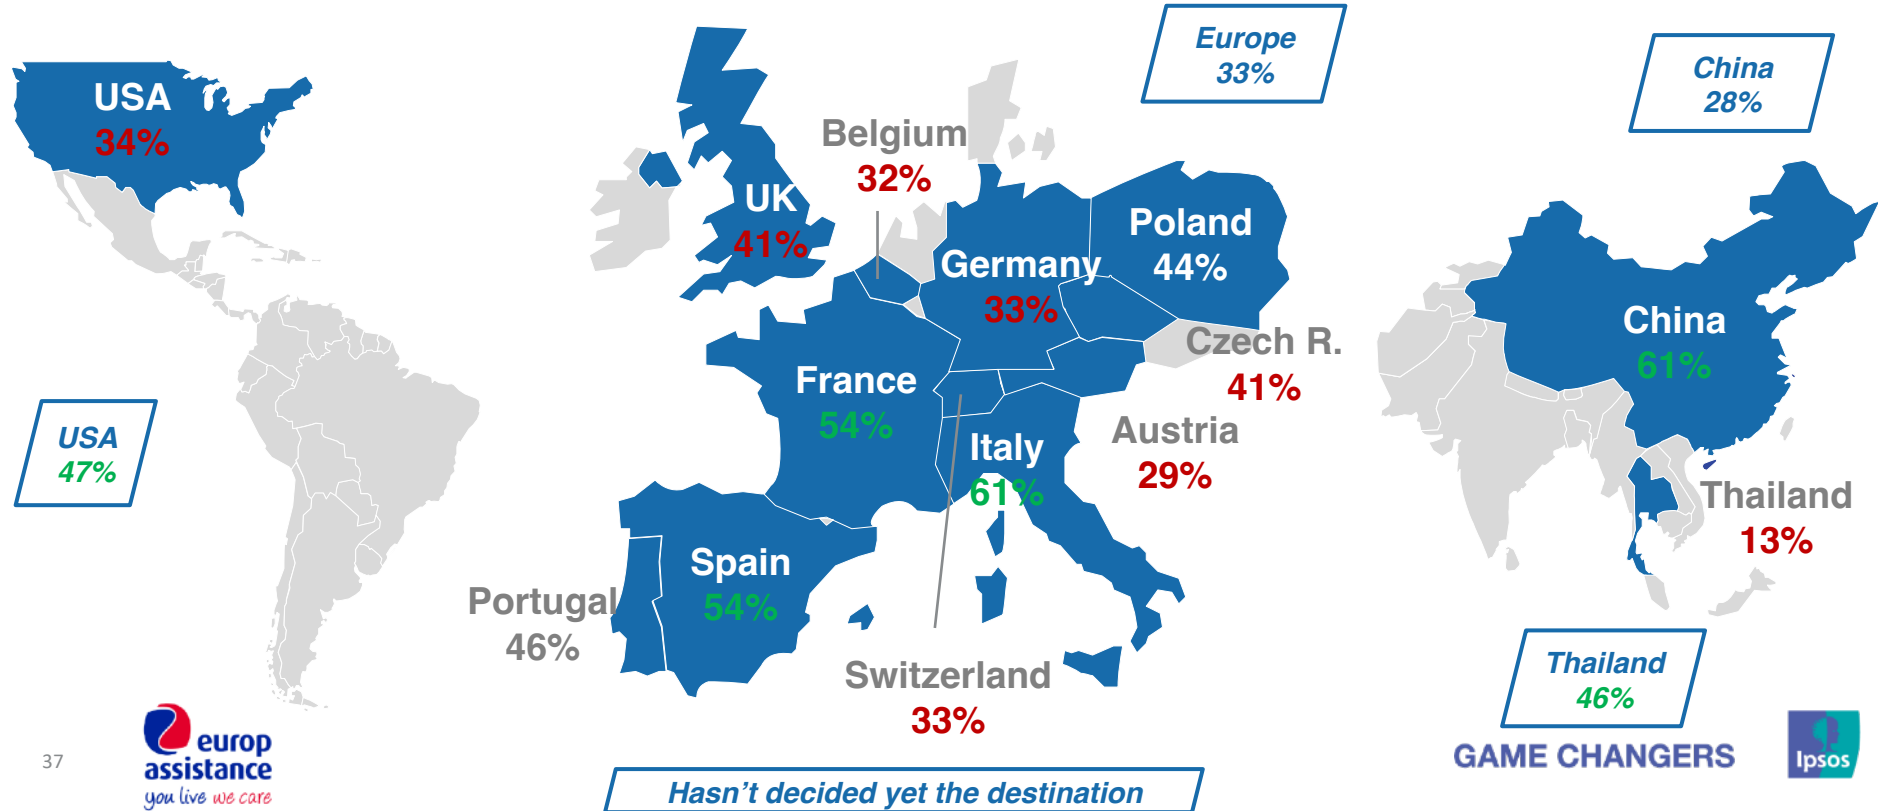 Europe
33%
China
28%
USA
34%
Belgium
32%
UK
41%
Poland
44%
Germany
33%
China
61%
Czech R.
41%
France
54%
USA
47%
Austria
29%
Italy
61%
Thailand
13%
Spain
54%
Portugal
46%
Switzerland
33%
Thailand
46%
37
europ
assistance
you live we care
GAME CHANGERS
Ipsos
Hasn't decided yet the destination